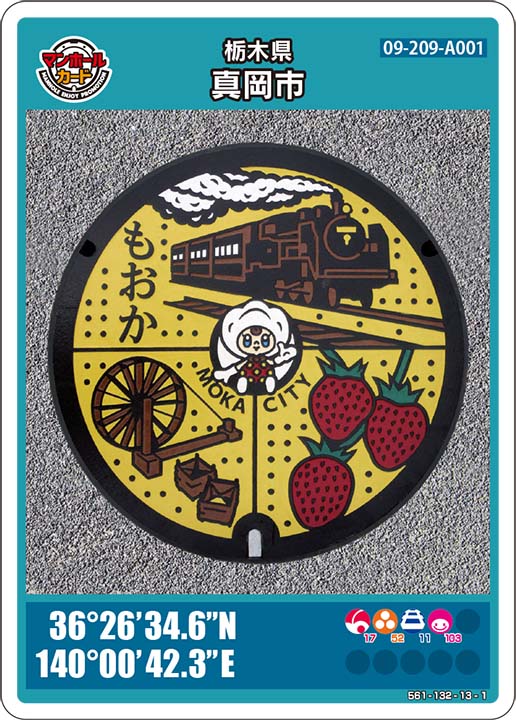 マンホール
カード
MANHOLE ENJOY PROMOTION
栃木県
真岡市
09-209-A001
もおか
MOKA CITY
36°26'34.6"N
140°00'42.3"E
17 52 11 103
561-132-13-1